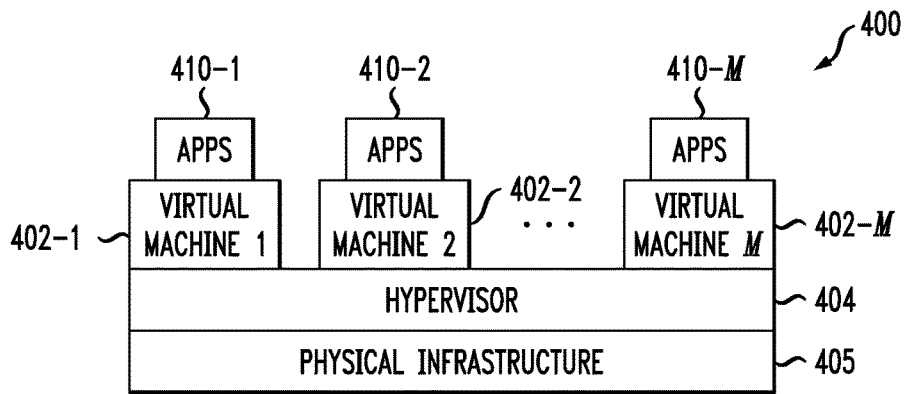 400
410-1 410-2 410-M
APPS APPS APPS
402-1 VIRTUAL MACHINE 1 VIRTUAL MACHINE 2 402-2 . . . VIRTUAL MACHINE M 402-M
HYPERVISOR 404
PHYSICAL INFRASTRUCTURE 405